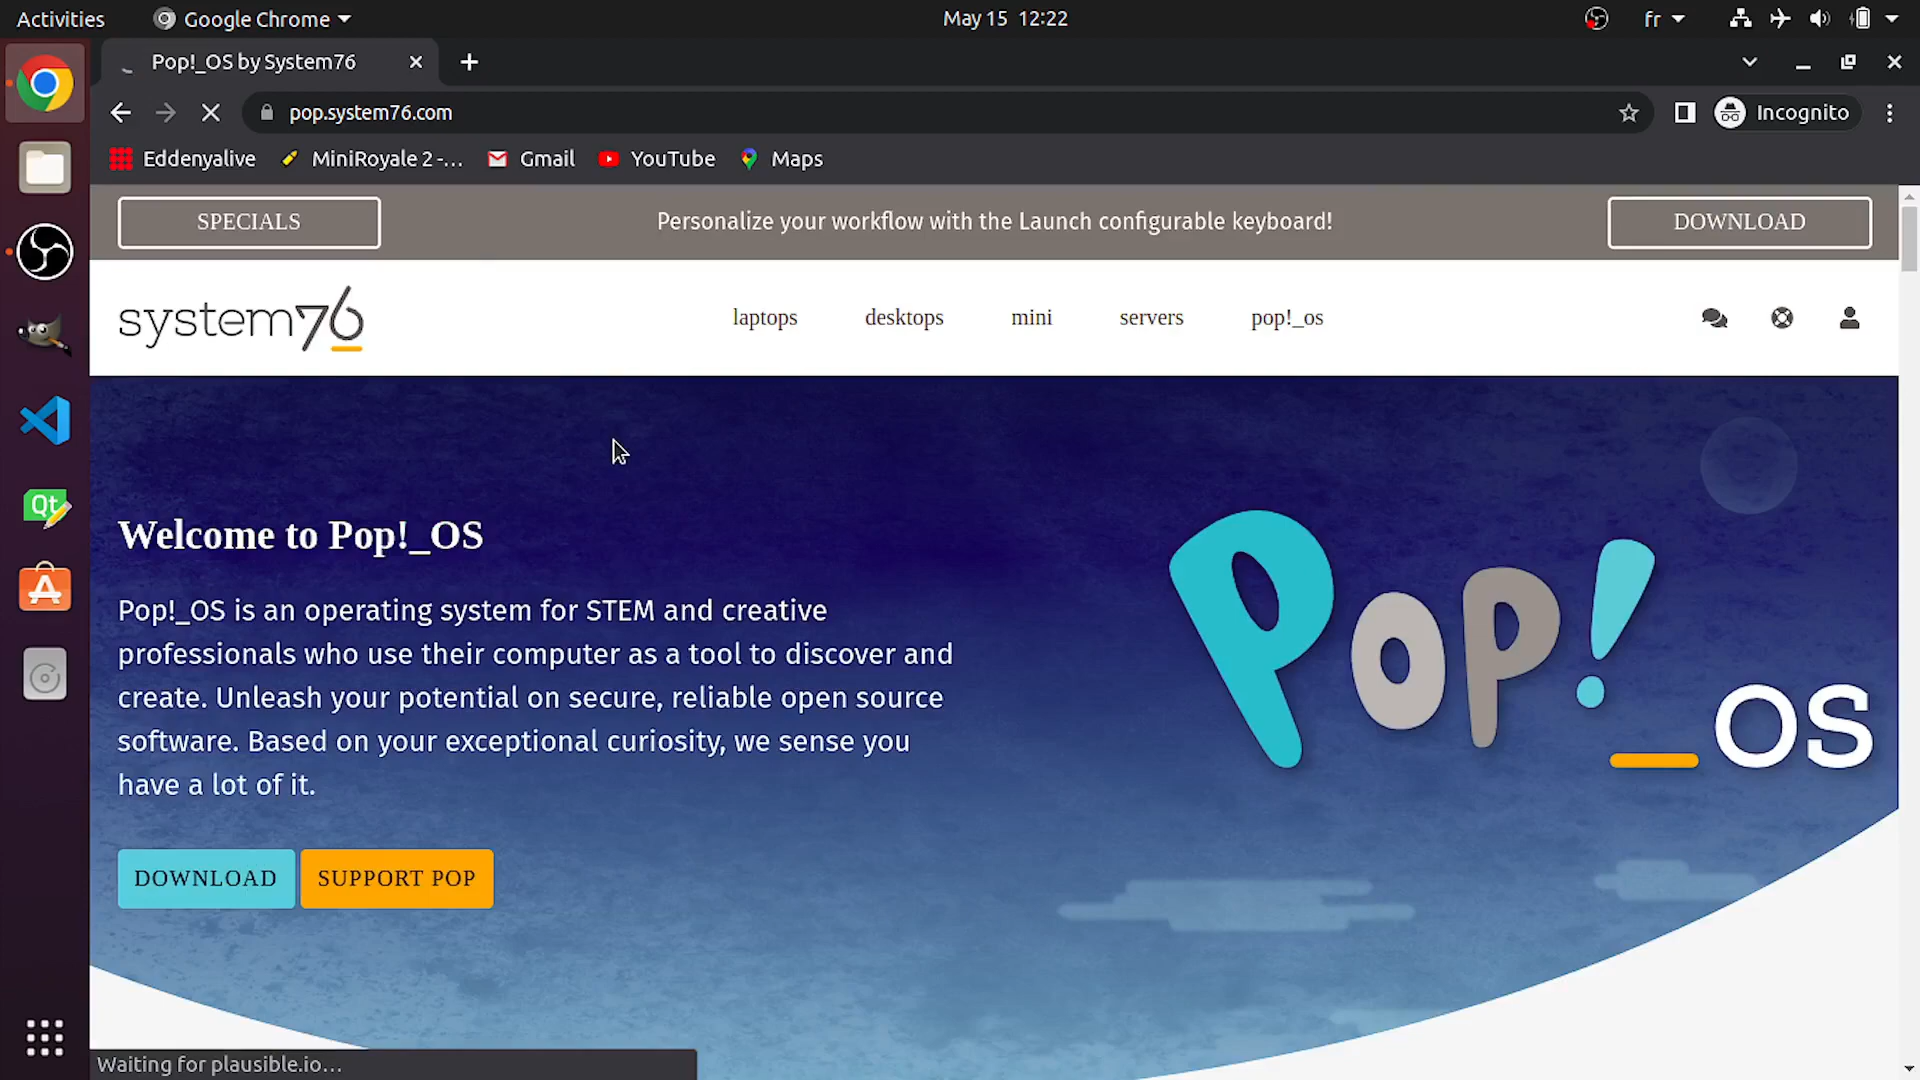 Activities
Google Chrome
May 15 12:22
fr
Pop!_OS by System76
pop.system76.com
Incognito
Eddenyalive
MiniRoyale 2 -...
Gmail
YouTube
Maps
SPECIALS
Personalize your workflow with the Launch configurable keyboard!
DOWNLOAD
system76
laptops
desktops
mini
servers
pop!_os
Welcome to Pop!_OS
Pop!_OS is an operating system for STEM and creative
professionals who use their computer as a tool to discover and
create. Unleash your potential on secure, reliable open source
software. Based on your exceptional curiosity, we sense you
have a lot of it.
Pop!_OS
DOWNLOAD
SUPPORT POP
Qt
Waiting for plausible.io...